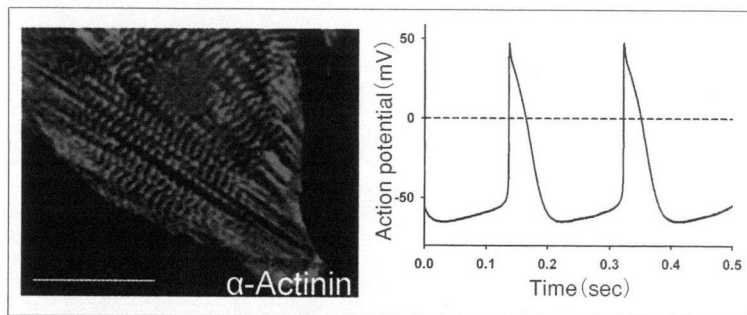 α-Actinin
Action potential(mV)
50
0
-50
0.0 0.1 0.2 0.3 0.4 0.5
Time(sec)